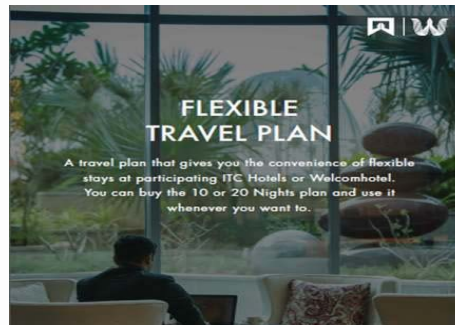 FLEXIBLE
TRAVEL PLAN
A travel plan that gives you the convenience of flexible
stays at participating ITC Hotels or Welcomhotel.
You can buy the 10 or 20 Nights plan and use it
whenever you want to.